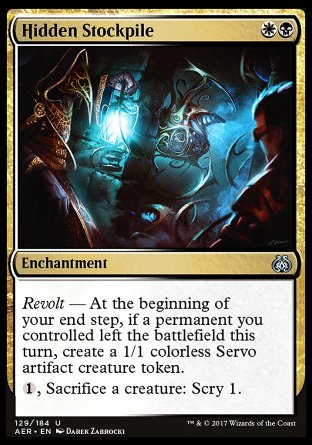 Hidden Stockpile
Enchantment
Revolt — At the beginning of
your end step, if a permanent you
controlled left the battlefield this
turn, create a 1/1 colorless Servo
artifact creature token.
1, Sacrifice a creature: Scry 1.
129/184 U
AER • EN DAREK ZABROCKI
™ & © 2017 Wizards of the Coast